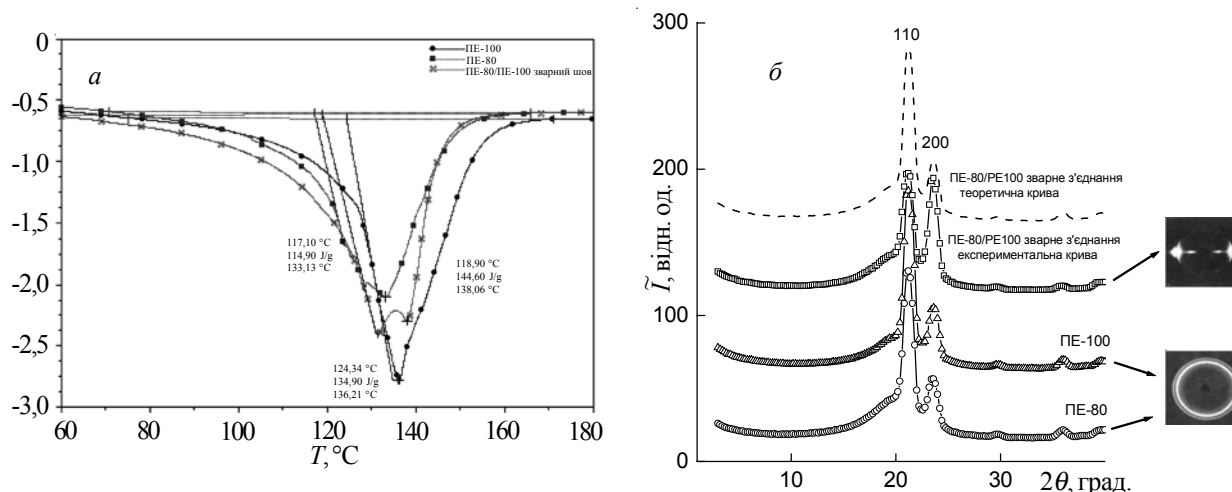 a
0
-0,5
-1,0
-1,5
-2,0
-2,5
-3,0
ПЕ-100
ПЕ-80
ПЕ-80/ПЕ-100 зварний шов
117,10 °C
114,90 J/g
133,13 °C
118,90 °C
144,60 J/g
138,06 °C
124,34 °C
134,90 J/g
136,21 °C
60 80 100 120 140 160 180
T, °C
б
Ĩ, відн. од.
300
200
100
0
110
200
ПЕ-80/РЕ100 зварне з'єднання
теоретична крива
ПЕ-80/РЕ100 зварне з'єднання
експериментальна крива
ПЕ-100
ПЕ-80
10 20 30
2θ, град.